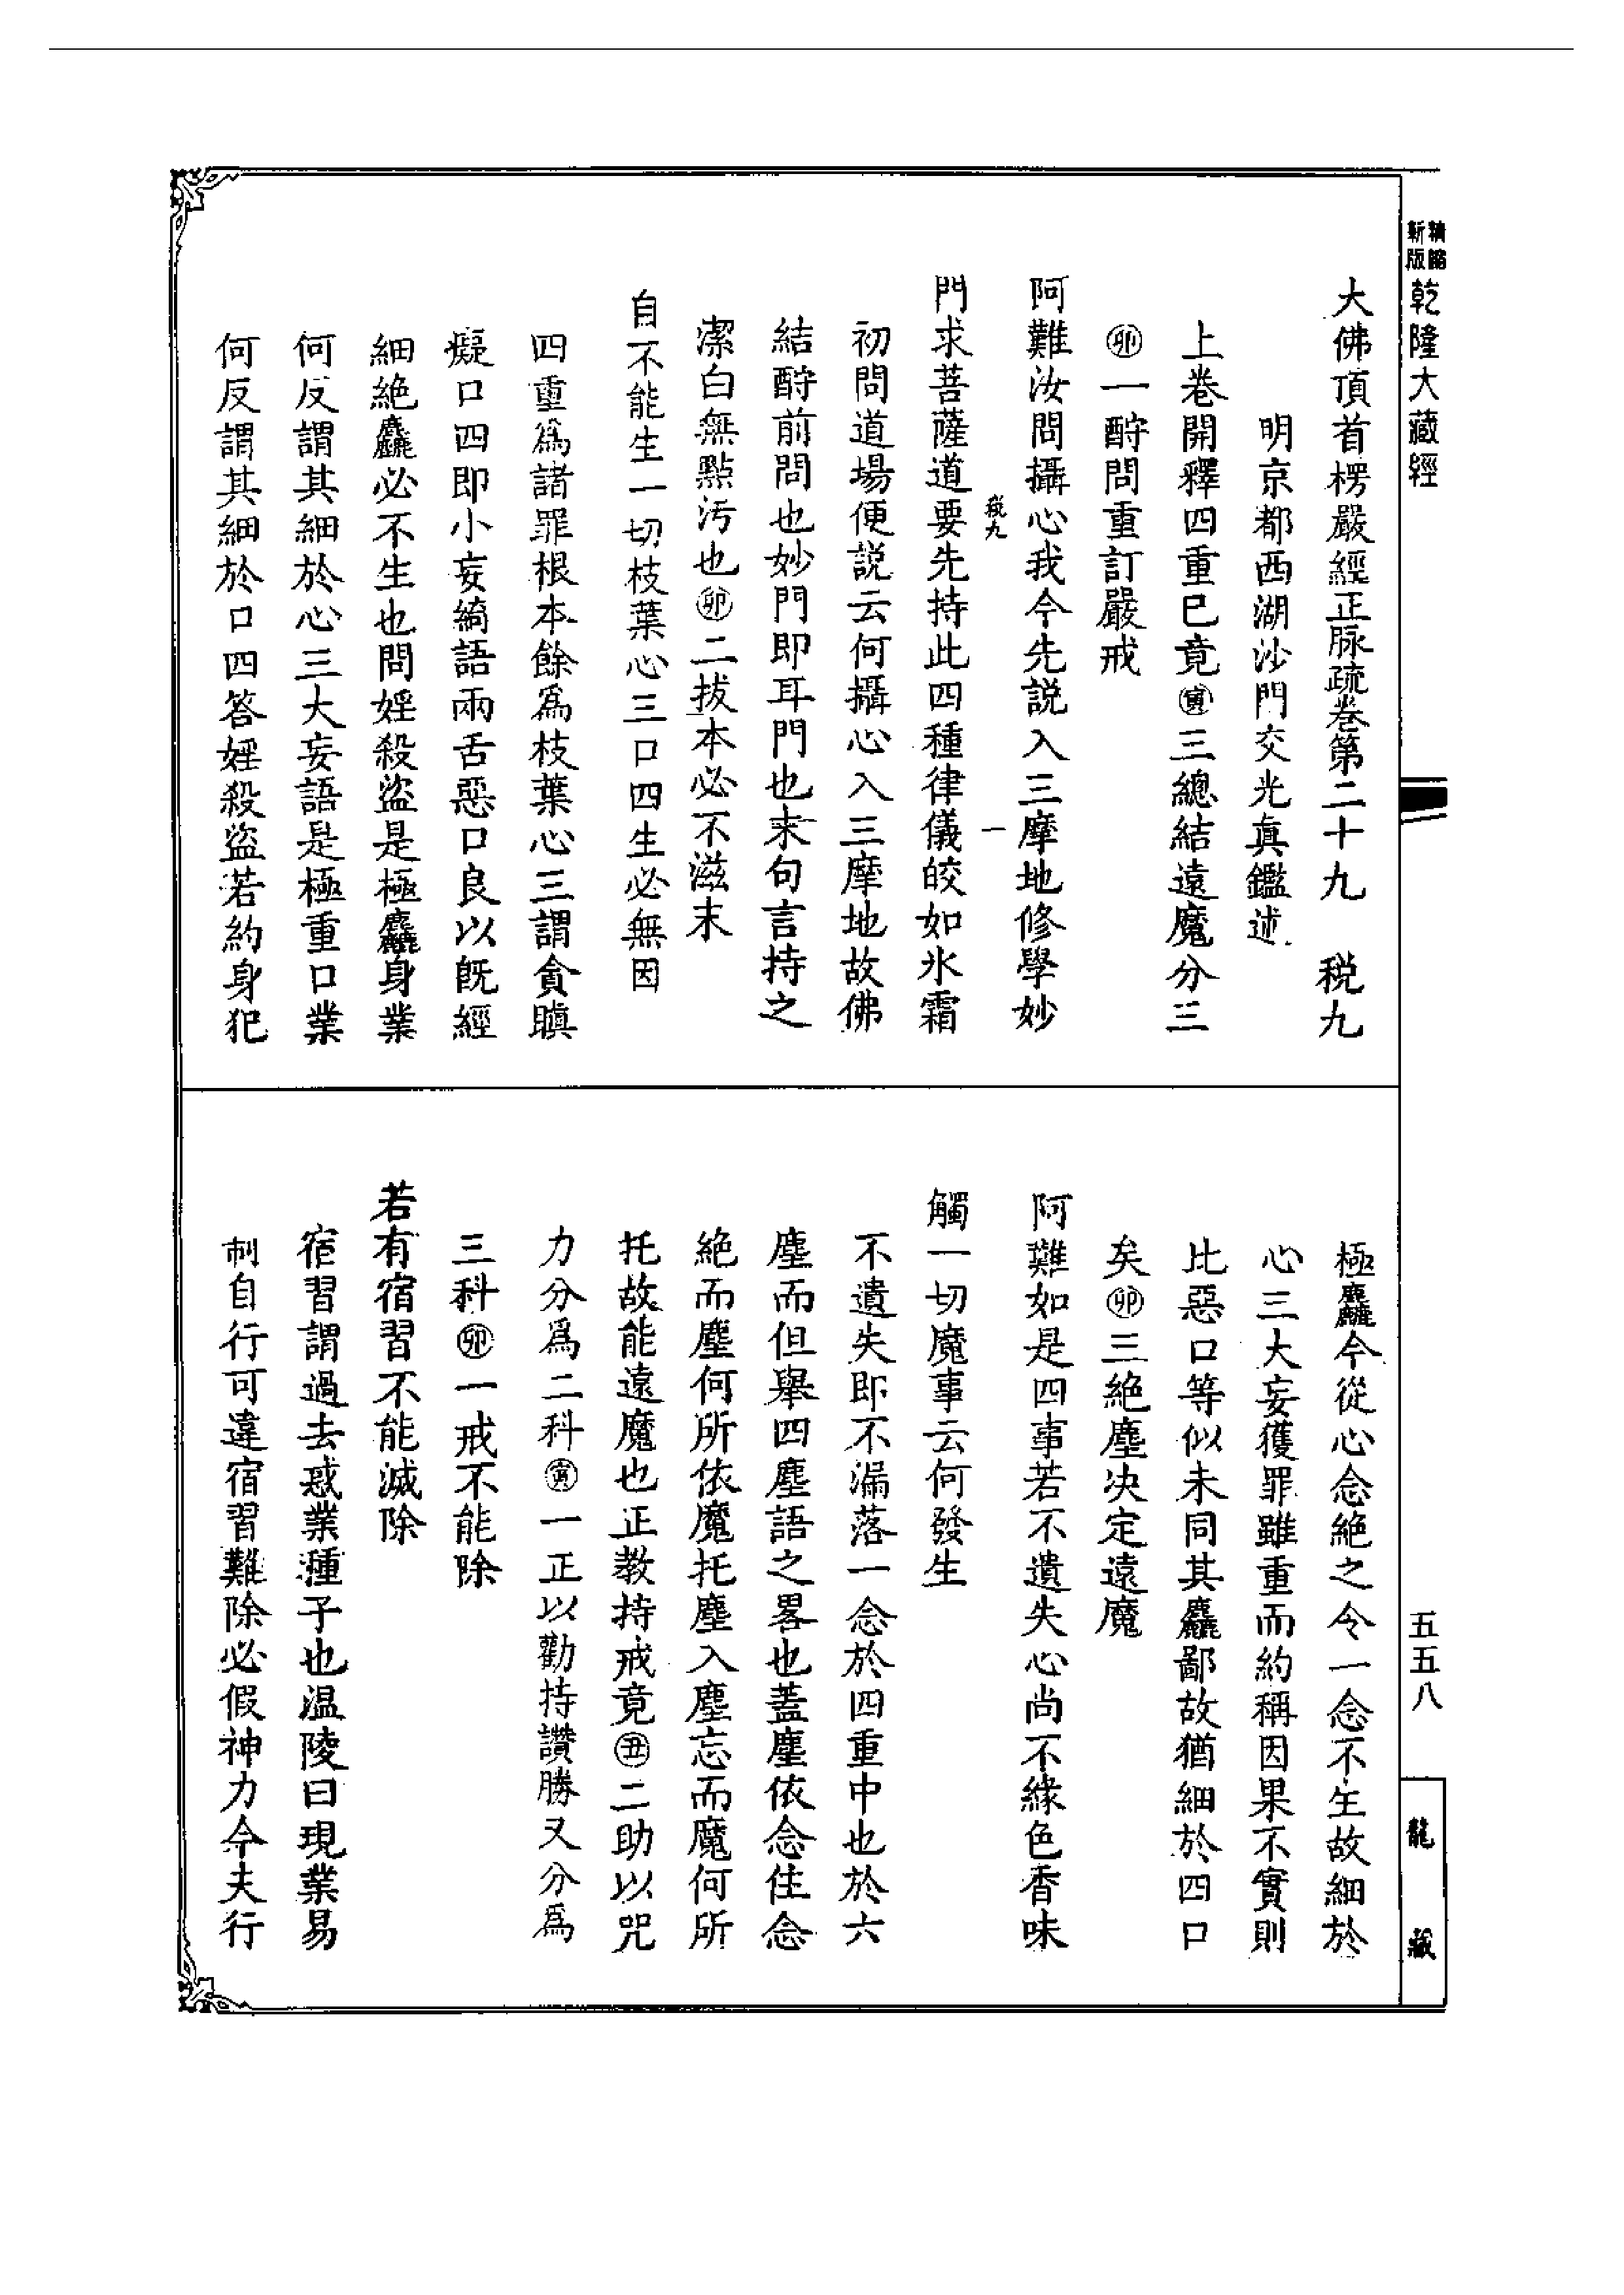 精縮新版乾隆大藏經
大佛頂首楞嚴經正脉疏卷第二十九　稅九
明京都西湖沙門交光眞鑑述
上卷開釋四重已竟㊞寅三總結遠魔分三
卯一酧問重訂嚴戒
阿難汝問攝心我今先説入三摩地修學妙
稅九　一
門求菩薩道要先持此四種律儀皎如氷霜
初問道場便説云何攝心入三摩地故佛
結酧前問也妙門即耳門也末句言持之
潔白無點污也卯二拔本必不滋末
自不能生一切枝葉心三口四生必無因
四重爲諸罪根本餘爲枝葉心三謂貪瞋
癡口四即小妄綺語兩舌惡口良以旣經
細絶麤必不生也問婬殺盜是極麤身業
何反謂其細於心三大妄語是極重口業
何反謂其細於口四答婬殺盜若約身犯
極麤今從心念絶之令一念不生故細於
心三大妄獲罪雖重而約稱因果不實則
比惡口等似未同其麤鄙故猶細於四口
矣卯三絶塵決定遠魔
阿難如是四事若不遺失心尚不緣色香味
觸一切魔事云何發生
不遺失即不漏落一念於四重中也於六
塵而但舉四塵語之畧也蓋塵依念住念
絶而塵何所依魔托塵入塵忘而魔何所
托故能遠魔也正教持戒竟丑二助以咒
力分爲二科寅一正以勸持讚勝又分爲
三科卯一戒不能除
若有宿習不能滅除
宿習謂過去惑業種子也温陵曰現業易
制自行可違宿習難除必假神力今夫行
五五八
龍藏